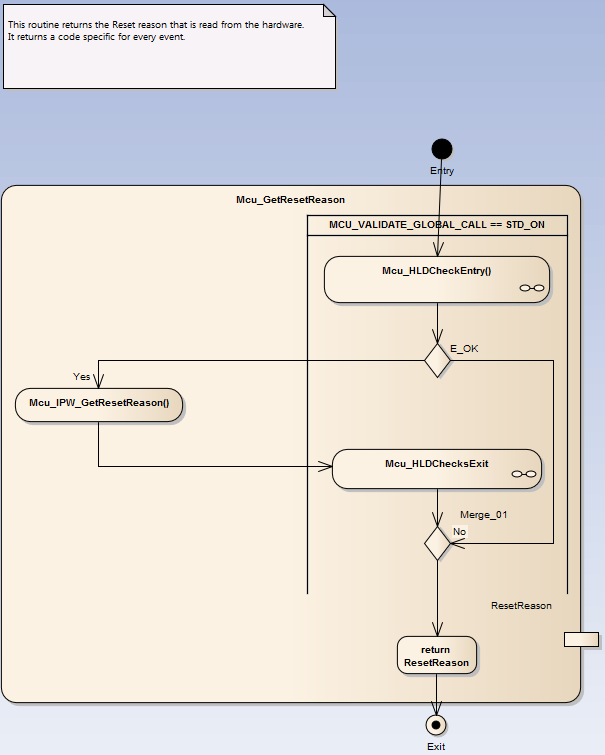 This routine returns the Reset reason that is read from the hardware.
It returns a code specific for every event.
Entry
Mcu_GetResetReason
MCU_VALIDATE_GLOBAL_CALL == STD_ON
Mcu_HLDCheckEntry()
E_OK
Yes
Mcu_IPW_GetResetReason()
Mcu_HLDChecksExit
Merge_01
No
ResetReason
return
ResetReason
Exit